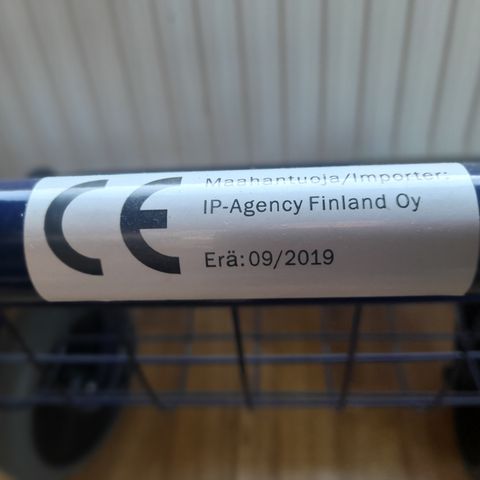 CE
Maahantuoja/Importer:
IP-Agency Finland Oy
Erä: 09/2019